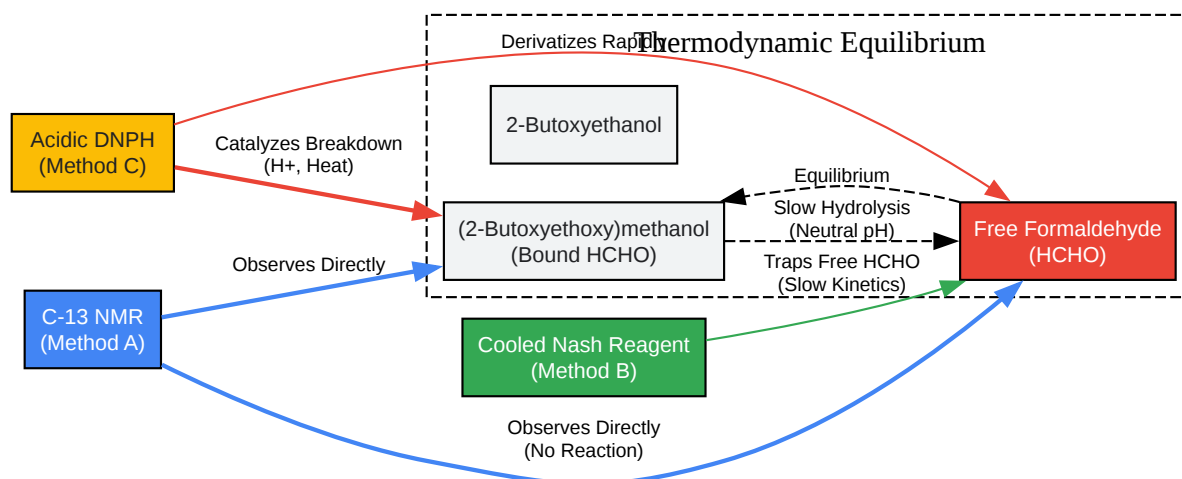 Derivatizes Rapidly
Thermodynamic Equilibrium
2-Butoxyethanol
Acidic DNPH
(Method C)
Catalyzes Breakdown
(H+, Heat)
Equilibrium
(2-Butoxyethoxy)methanol
(Bound HCHO)
Slow Hydrolysis
(Neutral pH)
Free Formaldehyde
(HCHO)
Observes Directly
Traps Free HCHO
(Slow Kinetics)
C-13 NMR
(Method A)
Cooled Nash Reagent
(Method B)
Observes Directly
(No Reaction)